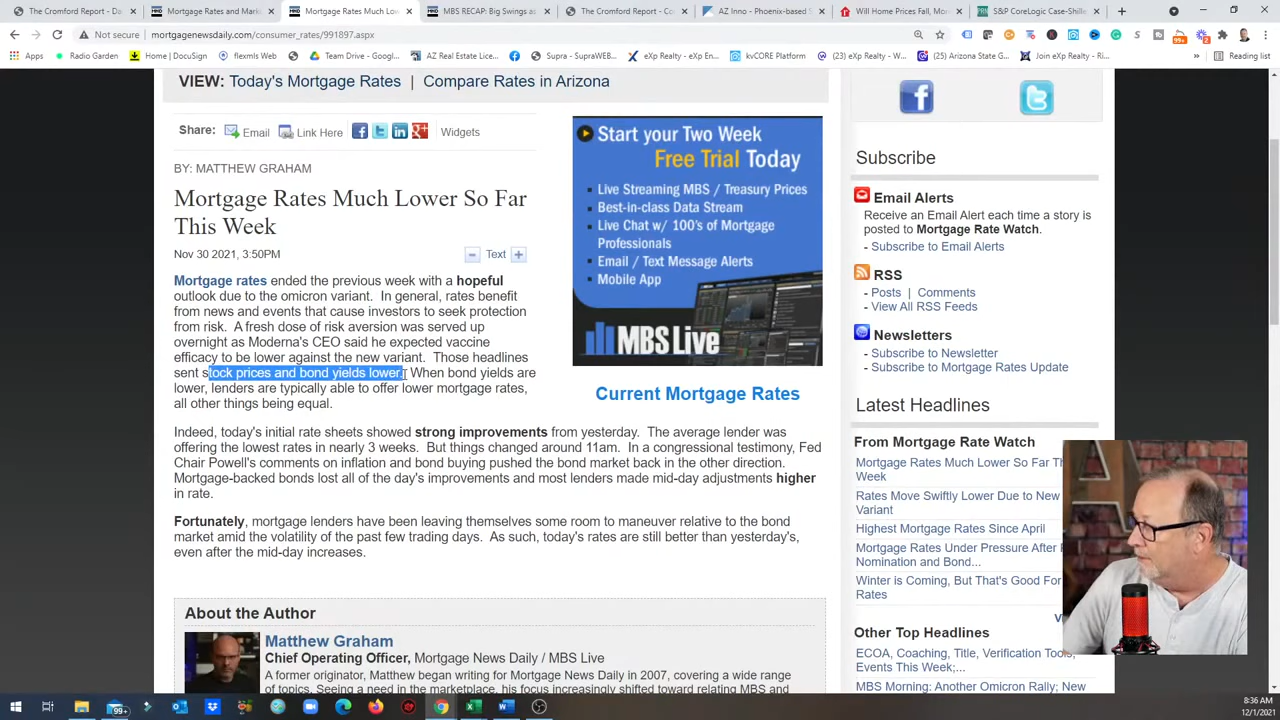 The Cromford Report - The C
Mortgage Rates and Market
Mortgage Rates Much Low
MBS RECAP: Big Swings as
The Cromford Report - Co
AZ Inno - Phoenix-based S
Will Home Prices Fall, Mor
S&P CoreLogic Case-Shille
Not secure
mortgagenewsdaily.com/consumer_rates/991897.aspx
Apps
Radio Garden
Home | DocuSign
flexmls Web
Team Drive - Googl...
AZ Real Estate Lice...
Supra - SupraWEB...
eXp Realty - eXp En...
kvCORE Platform
(23) eXp Realty - W...
(25) Arizona State G...
Join eXp Realty - Ri...
»
Reading list
VIEW: Today's Mortgage Rates | Compare Rates in Arizona
Share: Email Link Here Widgets
BY: MATTHEW GRAHAM
Mortgage Rates Much Lower So Far
This Week
Nov 30 2021, 3:50PM
Text
Mortgage rates ended the previous week with a hopeful
outlook due to the omicron variant. In general, rates benefit
from news and events that cause investors to seek protection
from risk. A fresh dose of risk aversion was served up
overnight as Moderna's CEO said he expected vaccine
efficacy to be lower against the new variant. Those headlines
sent stock prices and bond yields lower. When bond yields are
lower, lenders are typically able to offer lower mortgage rates,
all other things being equal.
Start your Two Week
Free Trial Today
• Live Streaming MBS / Treasury Prices
• Best-in-class Data Stream
• Live Chat w/ 100's of Mortgage
Professionals
• Email / Text Message Alerts
• Mobile App
MBS Live
Current Mortgage Rates
Indeed, today's initial rate sheets showed strong improvements from yesterday. The average lender was
offering the lowest rates in nearly 3 weeks. But things changed around 11am. In a congressional testimony, Fed
Chair Powell's comments on inflation and bond buying pushed the bond market back in the other direction.
Mortgage-backed bonds lost all of the day's improvements and most lenders made mid-day adjustments higher
in rate.
Fortunately, mortgage lenders have been leaving themselves some room to maneuver relative to the bond
market amid the volatility of the past few trading days. As such, today's rates are still better than yesterday's,
even after the mid-day increases.
About the Author
Matthew Graham
Chief Operating Officer, Mortgage News Daily / MBS Live
A former originator, Matthew began writing for Mortgage News Daily in 2007, covering a wide range
of topics. Seeing a need in the marketplace, his focus increasingly shifted toward relating MBS and
Subscribe
Email Alerts
Receive an Email Alert each time a story is
posted to Mortgage Rate Watch.
- Subscribe to Email Alerts
RSS
- Posts | Comments
- View All RSS Feeds
Newsletters
- Subscribe to Newsletter
- Subscribe to Mortgage Rates Update
Latest Headlines
From Mortgage Rate Watch
Mortgage Rates Much Lower So Far Th
Week
Rates Move Swiftly Lower Due to New
Variant
Highest Mortgage Rates Since April
Mortgage Rates Under Pressure After
Nomination and Bond...
Winter is Coming, But That's Good For
Rates
Other Top Headlines
ECOA, Coaching, Title, Verification Tools,
Events This Week;...
MBS Morning: Another Omicron Rally; New
99+
8:36 AM
12/1/2021